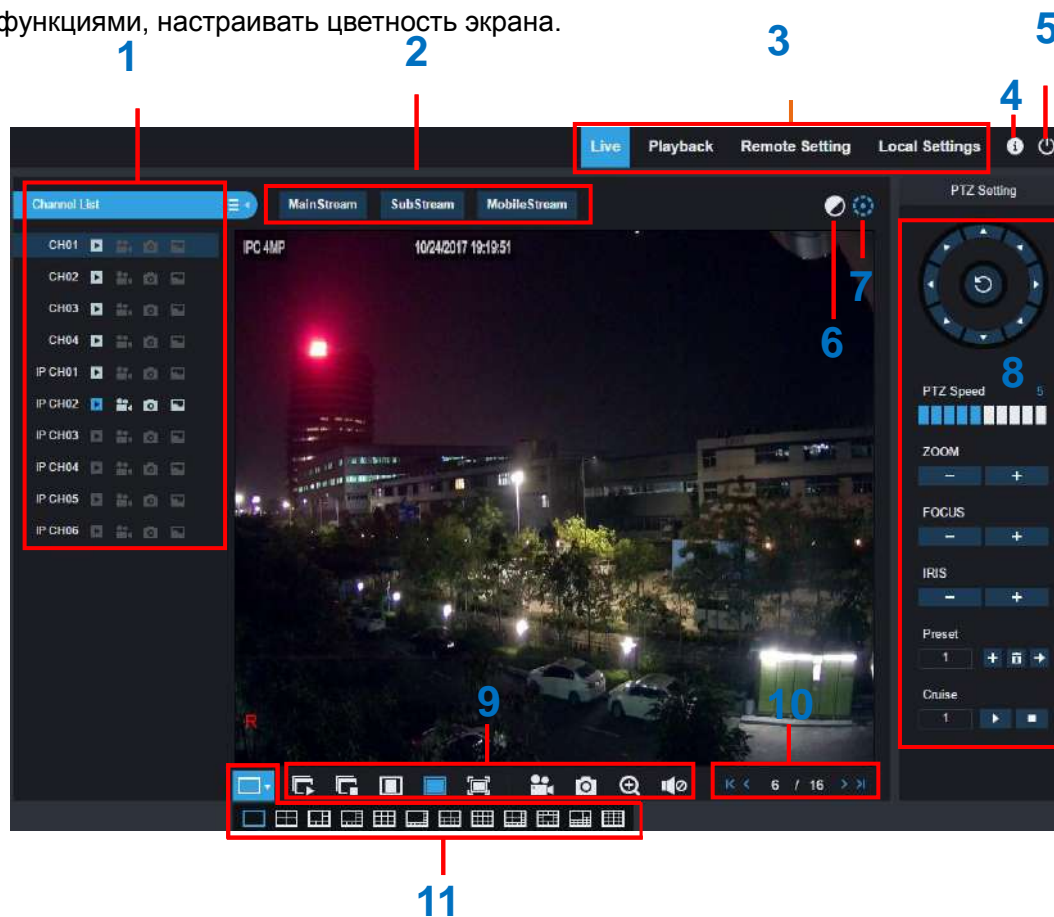 функциями, настраивать цветность экрана.
1
2
3
4
5
Live Playback Remote Setting Local Settings
Channel List
MainStream SubStream MobileStream
PTZ Setting
IPC 4MP 10/24/2017 19:19:51
CH01
CH02
CH03
CH04
IP CH01
IP CH02
IP CH03
IP CH04
IP CH05
IP CH06
6
7
8
PTZ Speed 5
ZOOM
- +
FOCUS
- +
IRIS
- +
Preset
1
Cruise
1
R
9
10
6 / 16
11